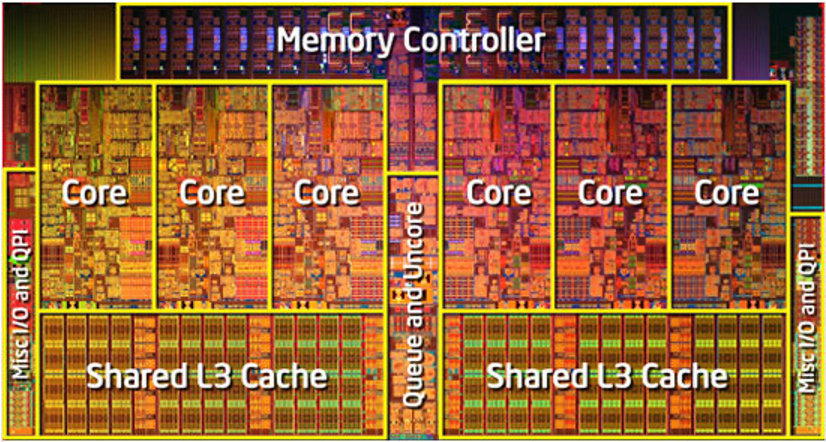 Memory Controller
Core
Core
Core
Core
Core
Core
Misc I/O and QPI
Queue and Uncore
Misc I/O and QPI
Shared L3 Cache
Shared L3 Cache